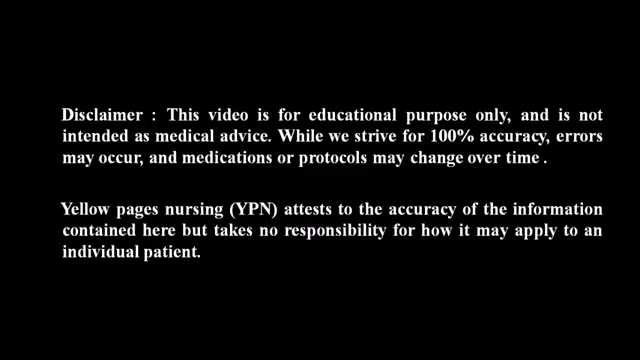 Disclaimer : This video is for educational purpose only, and is not
intended as medical advice. While we strive for 100% accuracy, errors
may occur, and medications or protocols may change over time .
Yellow pages nursing (YPN) attests to the accuracy of the information
contained here but takes no responsibility for how it may apply to an
individual patient.